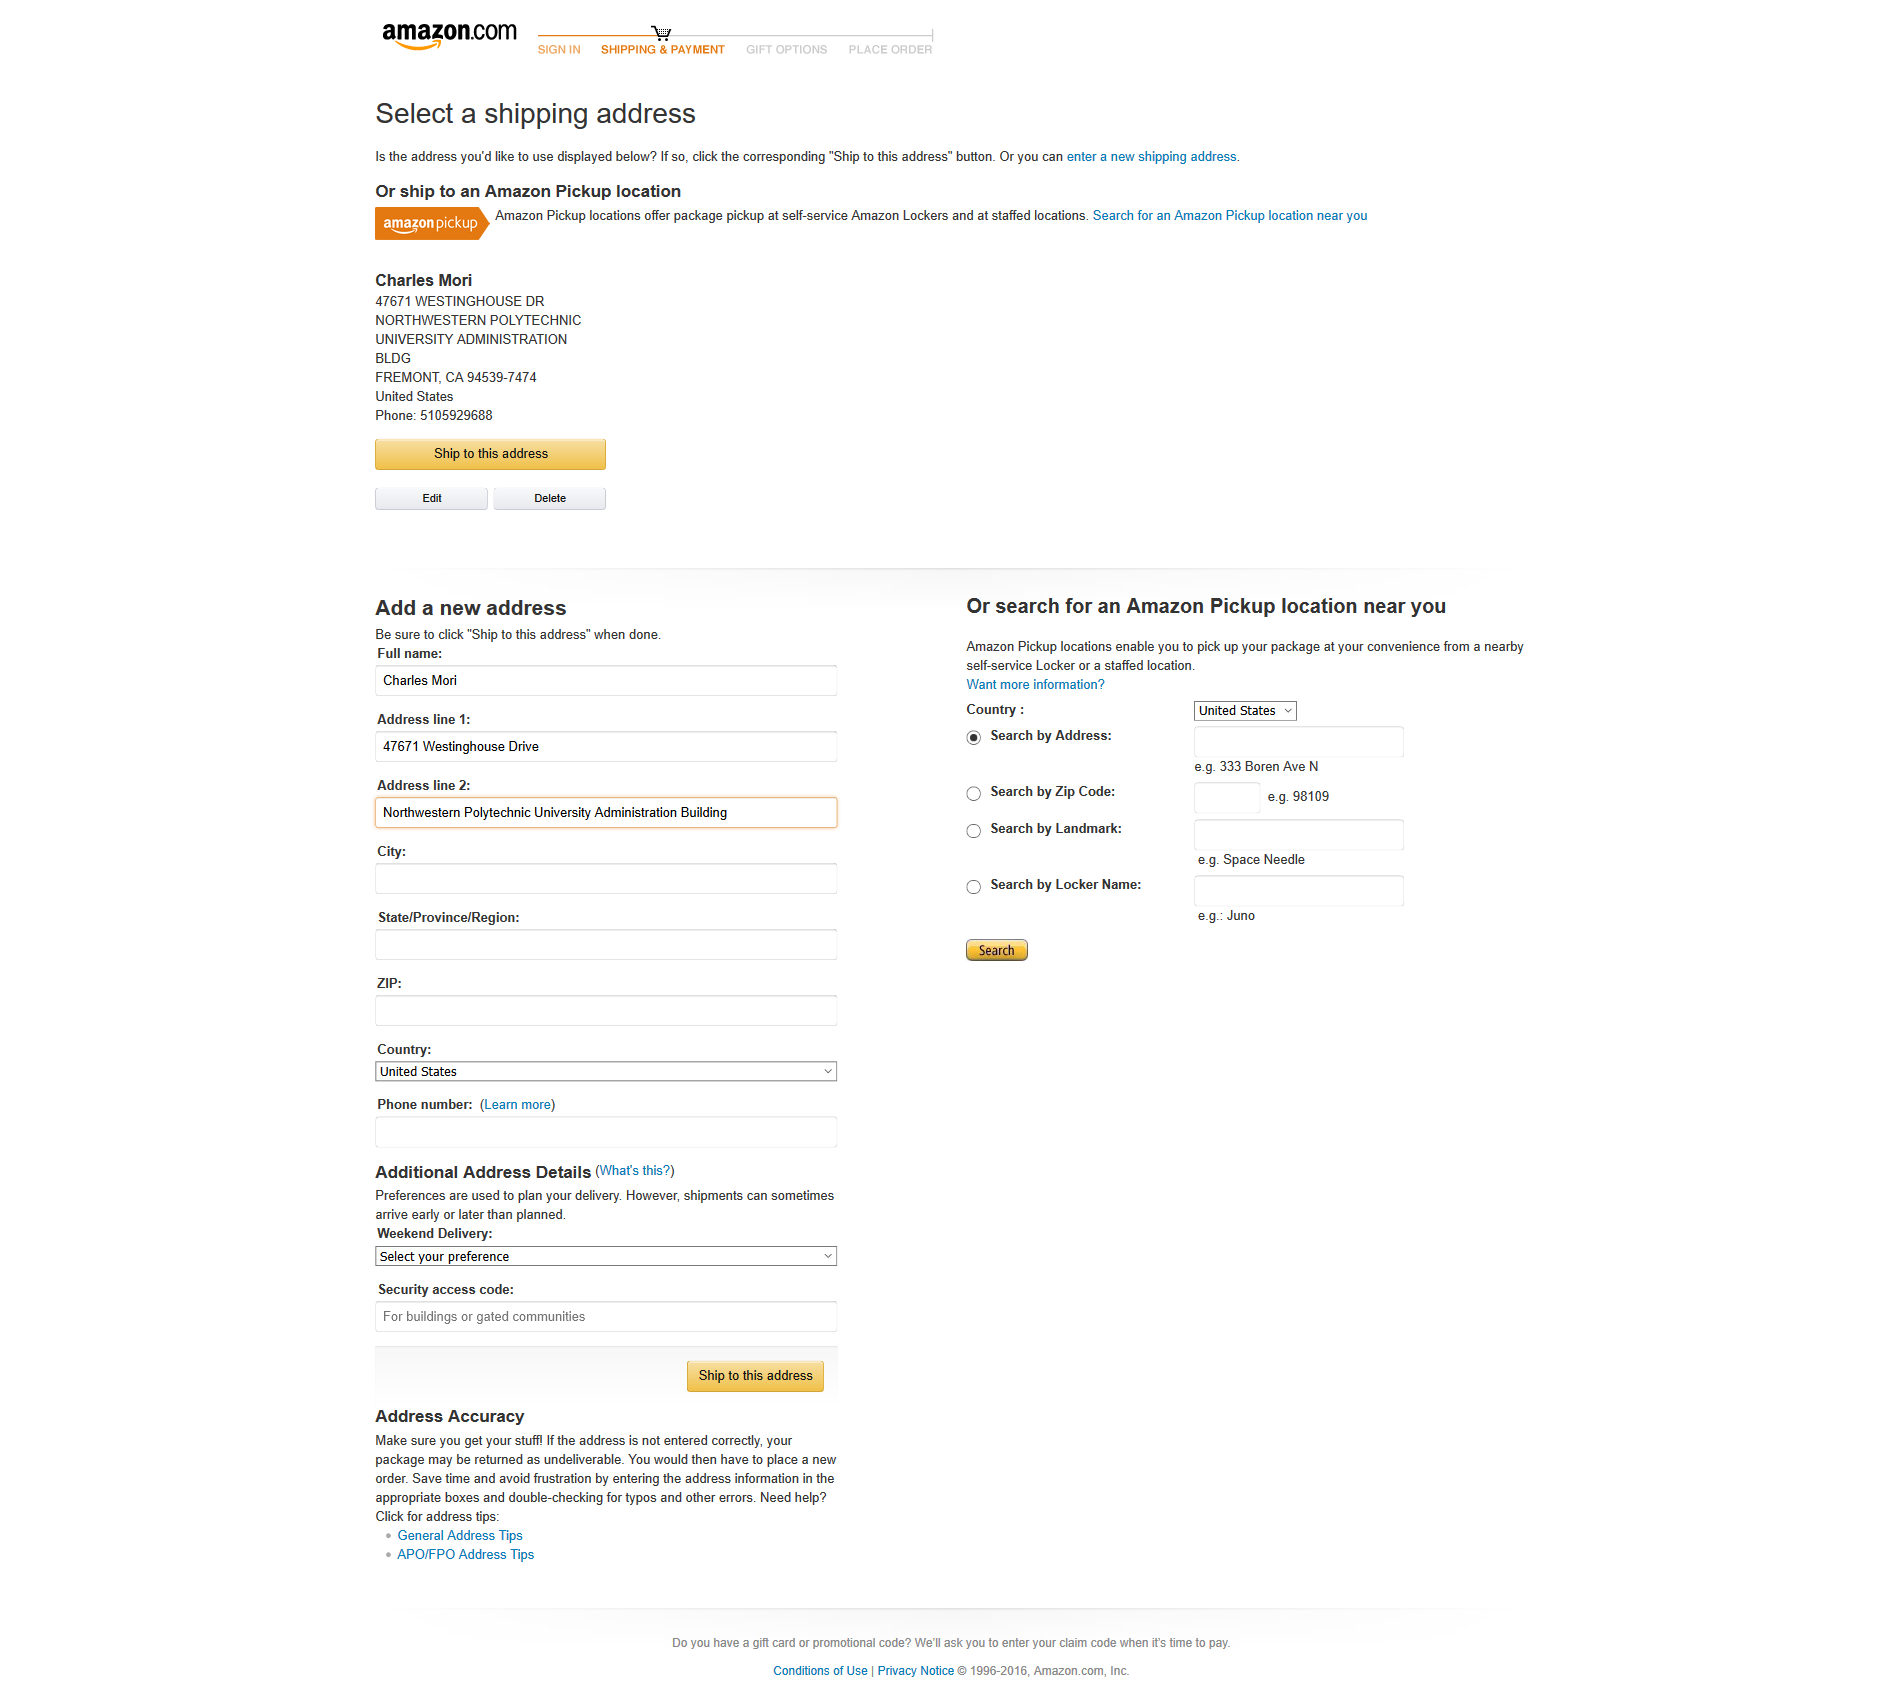 amazon.com
SIGN IN SHIPPING & PAYMENT GIFT OPTIONS PLACE ORDER
Select a shipping address
Is the address you'd like to use displayed below? If so, click the corresponding "Ship to this address" button. Or you can enter a new shipping address.
Or ship to an Amazon Pickup location
amazon pickup
Amazon Pickup locations offer package pickup at self-service Amazon Lockers and at staffed locations. Search for an Amazon Pickup location near you
Charles Mori
47671 WESTINGHOUSE DR
NORTHWESTERN POLYTECHNIC
UNIVERSITY ADMINISTRATION
BLDG
FREMONT, CA 94539-7474
United States
Phone: 5105929688
Ship to this address
Edit
Delete
Add a new address
Be sure to click "Ship to this address" when done.
Full name:
Charles Mori
Address line 1:
47671 Westinghouse Drive
Address line 2:
Northwestern Polytechnic University Administration Building
City:
State/Province/Region:
ZIP:
Country:
United States
Phone number: (Learn more)
Additional Address Details (What's this?)
Preferences are used to plan your delivery. However, shipments can sometimes
arrive early or later than planned.
Weekend Delivery:
Select your preference
Security access code:
For buildings or gated communities
Ship to this address
Address Accuracy
Make sure you get your stuff! If the address is not entered correctly, your
package may be returned as undeliverable. You would then have to place a new
order. Save time and avoid frustration by entering the address information in the
appropriate boxes and double-checking for typos and other errors. Need help?
Click for address tips:
• General Address Tips
• APO/FPO Address Tips
Or search for an Amazon Pickup location near you
Amazon Pickup locations enable you to pick up your package at your convenience from a nearby
self-service Locker or a staffed location.
Want more information?
Country : United States
Search by Address:
e.g. 333 Boren Ave N
Search by Zip Code: e.g. 98109
Search by Landmark:
e.g. Space Needle
Search by Locker Name:
e.g.: Juno
Search
Do you have a gift card or promotional code? We'll ask you to enter your claim code when it's time to pay.
Conditions of Use | Privacy Notice © 1996-2016, Amazon.com, Inc.